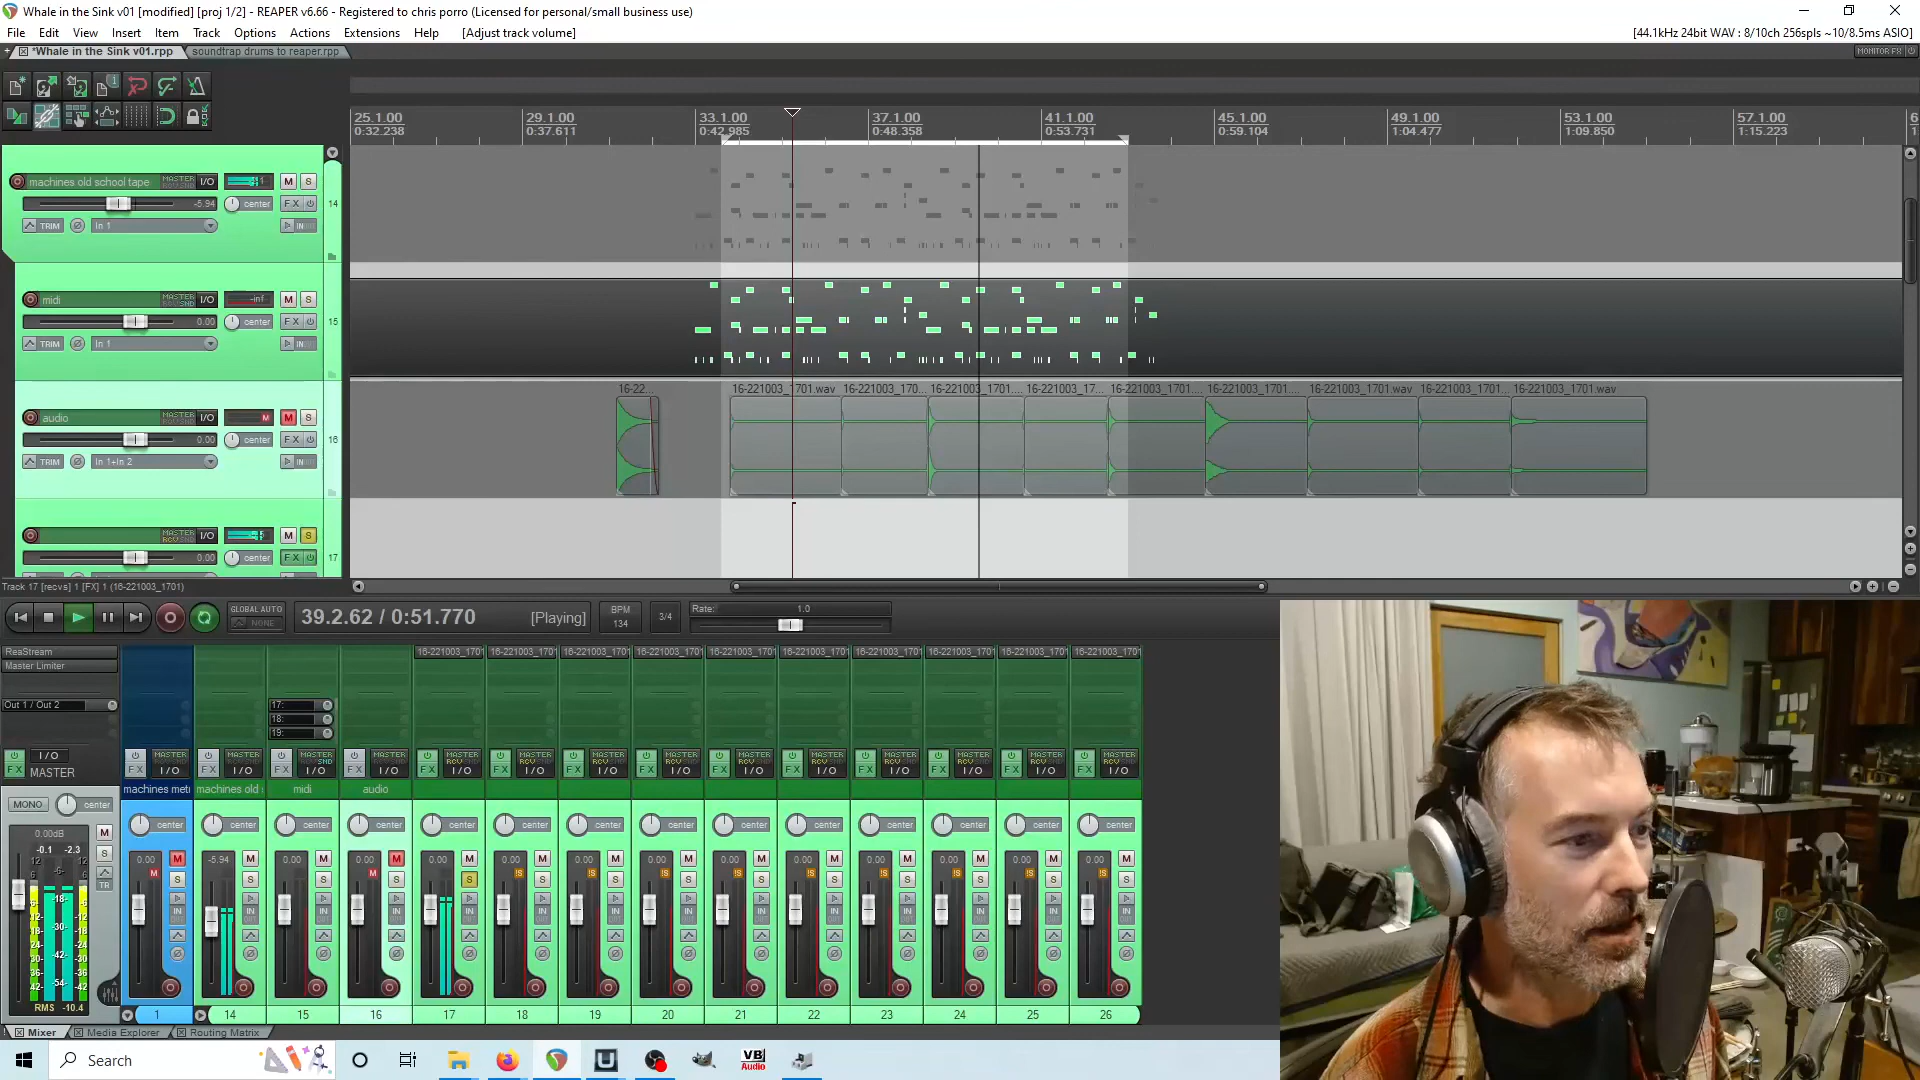 Whale in the Sink v01 [modified] [proj 1/2] - REAPER v6.66 - Registered to chris porro (Licensed for personal/small business use)
File Edit View Insert Item Track Options Actions Extensions Help [Adjust track volume]
[44.1kHz 24bit WAV : 8/10ch 256spls ~10/8.5ms ASIO]
*Whale in the Sink v01.rpp soundtrap drums to reaper.rpp
MONITOR FX
25.1.00 29.1.00 33.1.00 37.1.00 41.1.00 45.1.00 49.1.00 53.1.00 57.1.00
0:32.238 0:37.611 0:42.985 0:48.358 0:53.731 0:59.104 1:04.477 1:09.850 1:15.223
machines old school tape MASTER I/O M S
-5.94 center FX 14
TRIM In 1 IN
midi MASTER I/O -inf M S
0.00 center FX 15
TRIM In 1 IN
16-22... 16-221003_1701.wav 16-221003_170... 16-221003_1701.... 16-221003_17... 16-221003_1701.... 16-221003_1701.... 16-221003_1701.wav 16-221003_1701... 16-221003_1701.wav
audio MASTER I/O M M S
0.00 center FX 16
TRIM In 1+In 2 IN
MASTER I/O M S
0.00 center FX 17
Track 17 [recvs] 1 [FX] 1 (16-221003_1701)
GLOBAL AUTO NONE
39.2.62 / 0:51.770 [Playing]
BPM 134 3/4 Rate: 1.0
ReaStream
Master Limiter
16-221003_1701 16-221003_1701 16-221003_1701 16-221003_1701 16-221003_1701 16-221003_1701 16-221003_1701 16-221003_1701 16-221003_1701 16-221003_1701
Out 1 / Out 2
17:
18:
19:
I/O
FX MASTER
machines met machines old midi audio
MONO center
0.00dB
-0.1 -2.3
0.00 -5.94 0.00 0.00 0.00 0.00 0.00 0.00 0.00 0.00 0.00 0.00 0.00 0.00
RMS -10.4
1 14 15 16 17 18 19 20 21 22 23 24 25 26
Mixer Media Explorer Routing Matrix
Search
VB Audio